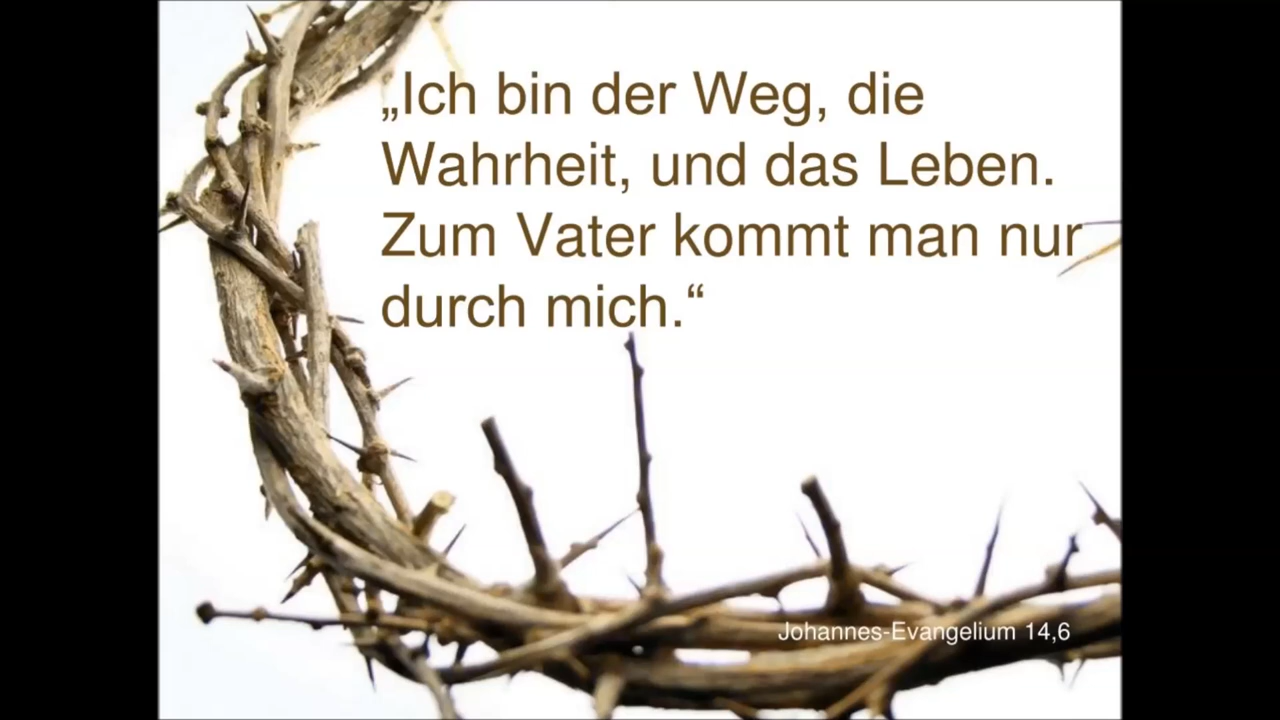 „Ich bin der Weg, die
Wahrheit, und das Leben.
Zum Vater kommt man nur
durch mich.“
Johannes-Evangelium 14,6